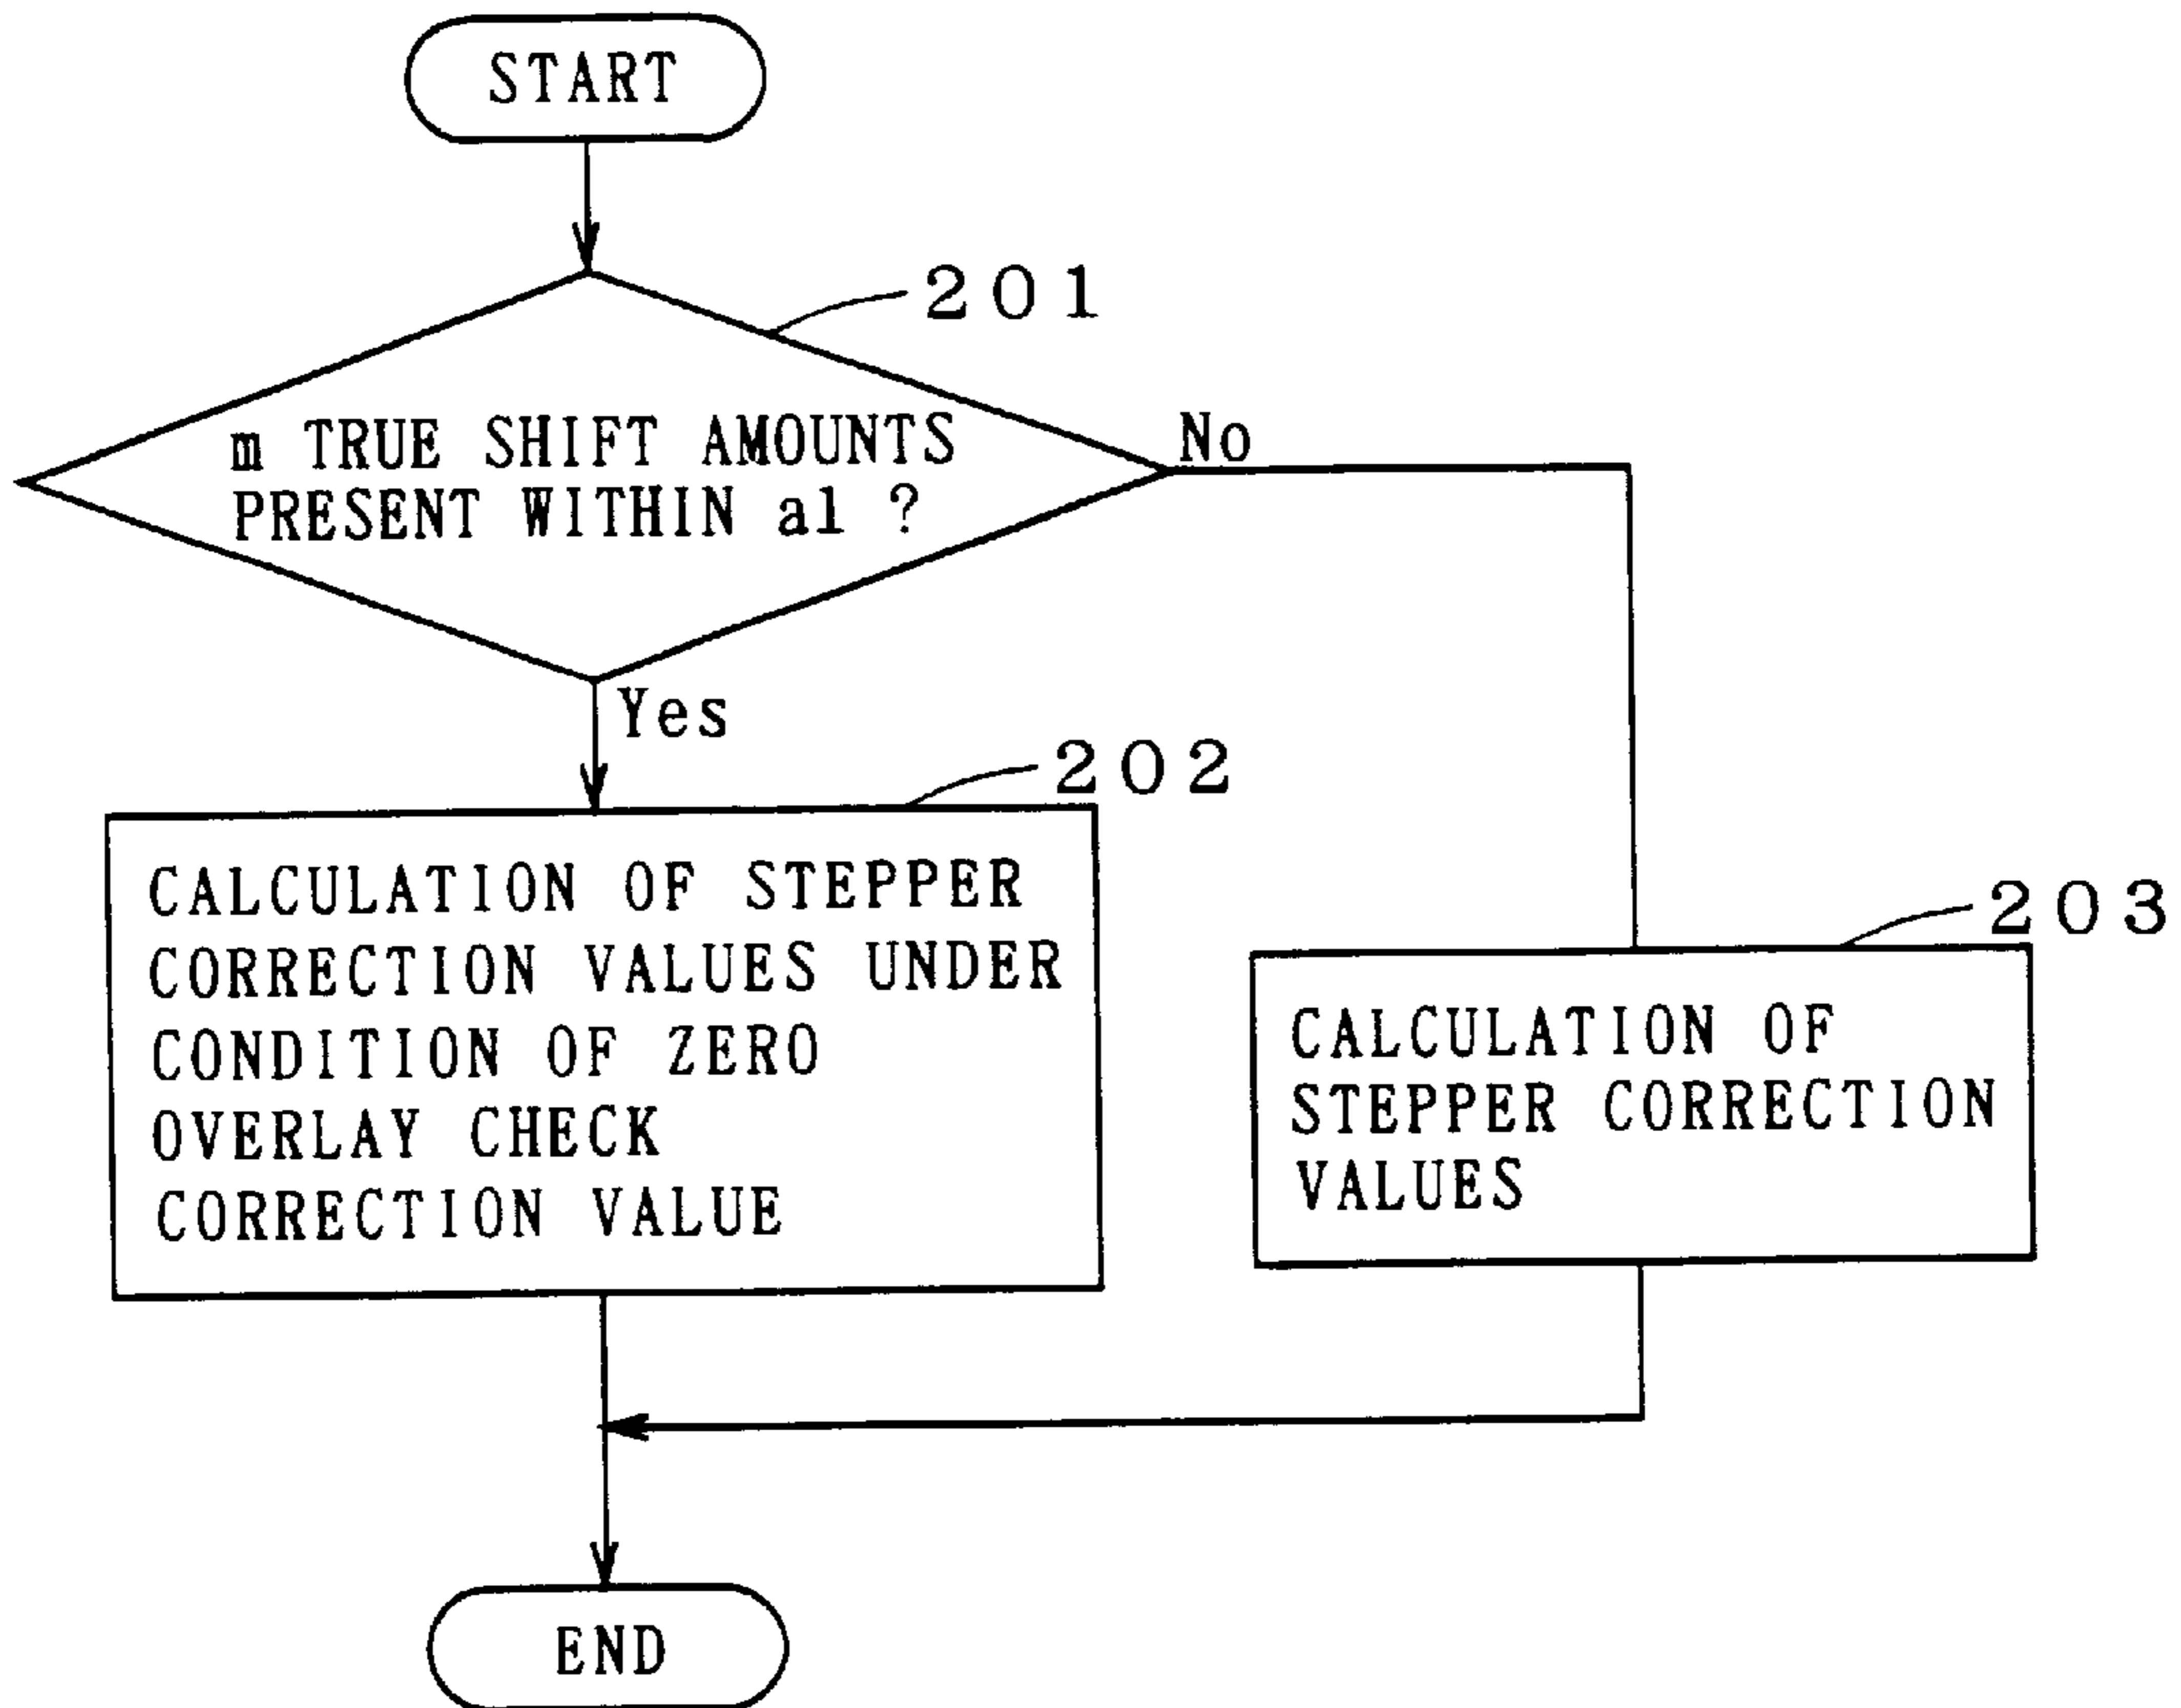 START
201
m TRUE SHIFT AMOUNTS
PRESENT WITHIN a1 ?
No
Yes
202
CALCULATION OF STEPPER
CORRECTION VALUES UNDER
CONDITION OF ZERO
OVERLAY CHECK
CORRECTION VALUE
203
CALCULATION OF
STEPPER CORRECTION
VALUES
END